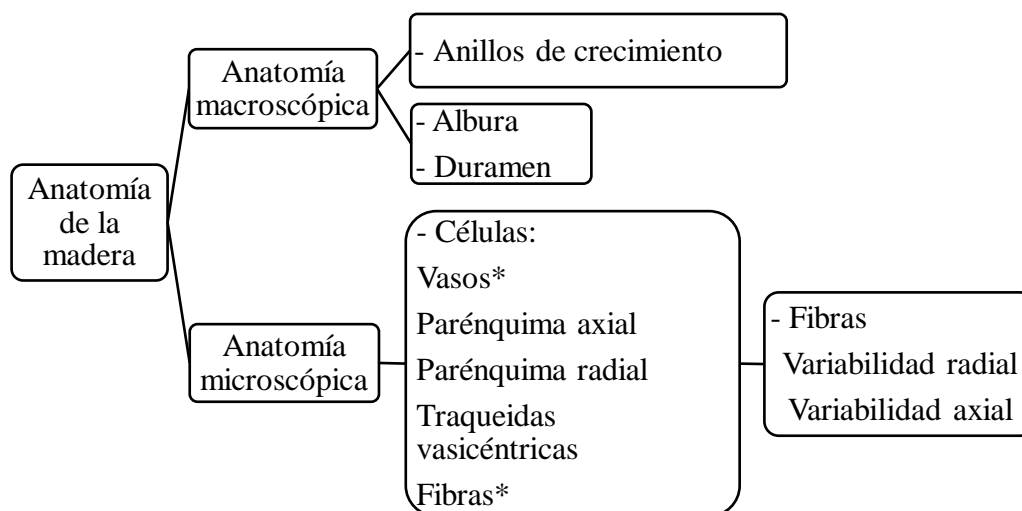 Anatomía
de la
madera
Anatomía
macroscópica
- Anillos de crecimiento
- Albura
- Duramen
Anatomía
microscópica
- Células:
Vasos*
Parénquima axial
Parénquima radial
Traqueidas
vasicéntricas
Fibras*
- Fibras
Variabilidad radial
Variabilidad axial